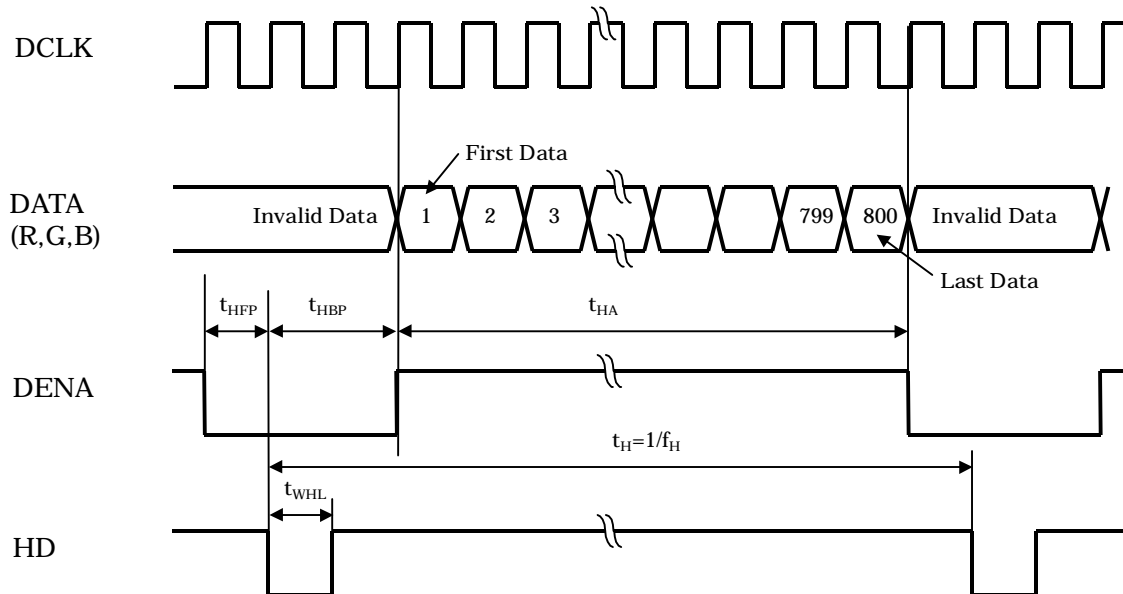 DCLK
First Data
DATA
(R,G,B)
Invalid Data 1 2 3 799 800 Invalid Data
Last Data
tHFP tHBP tHA
DENA
tH=1/fH
tWHL
HD